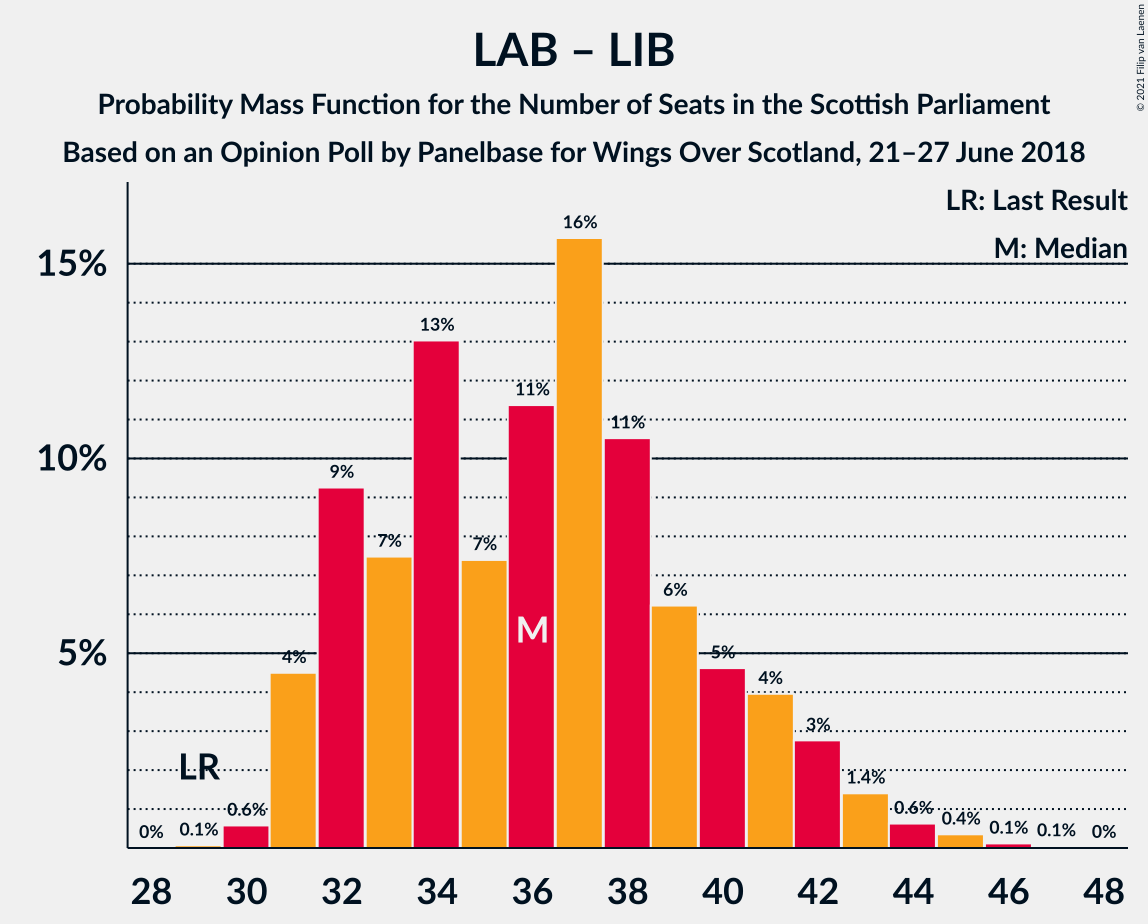 LAB – LIB
Probability Mass Function for the Number of Seats in the Scottish Parliament
Based on an Opinion Poll by Panelbase for Wings Over Scotland, 21–27 June 2018
© 2021 Filip van Laenen
LR: Last Result
M: Median
15%
10%
5%
0%
0.1%
0.6%
4%
9%
7%
13%
7%
11%
16%
11%
6%
5%
4%
3%
1.4%
0.6%
0.4%
0.1%
0.1%
0%
LR
M
28 30 32 34 36 38 40 42 44 46 48